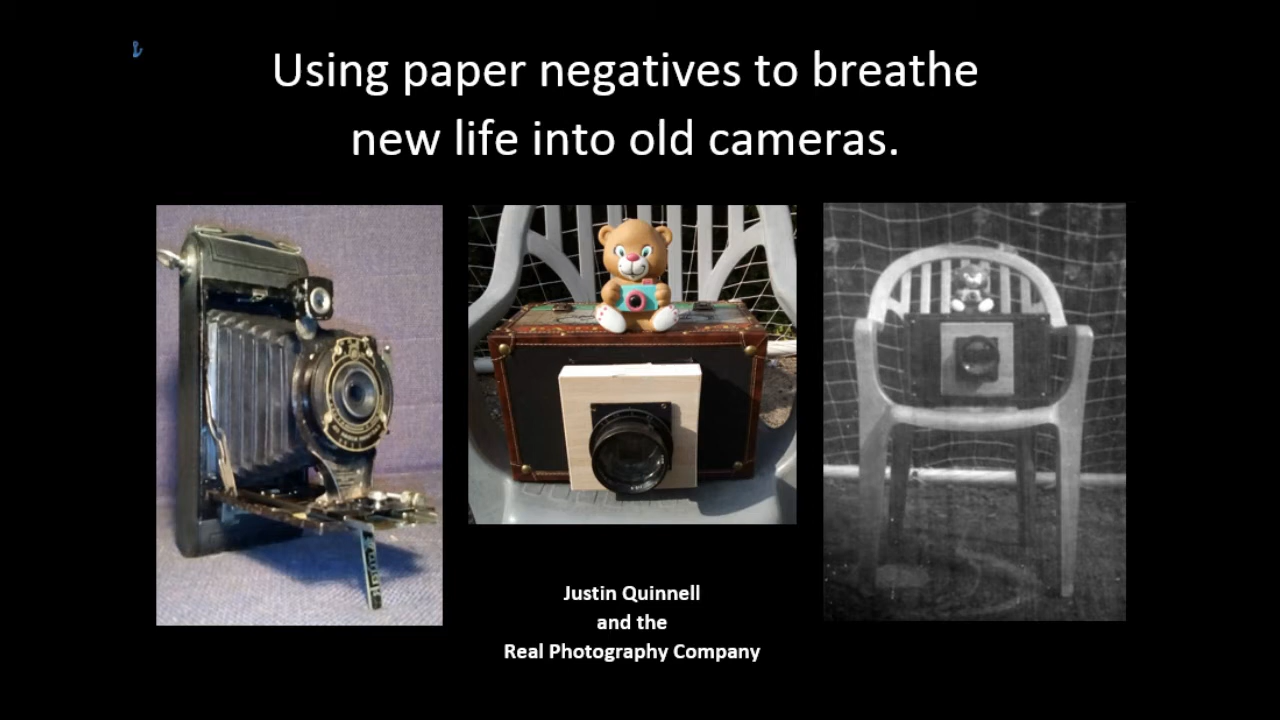 Using paper negatives to breathe
new life into old cameras.
Justin Quinnell
and the
Real Photography Company